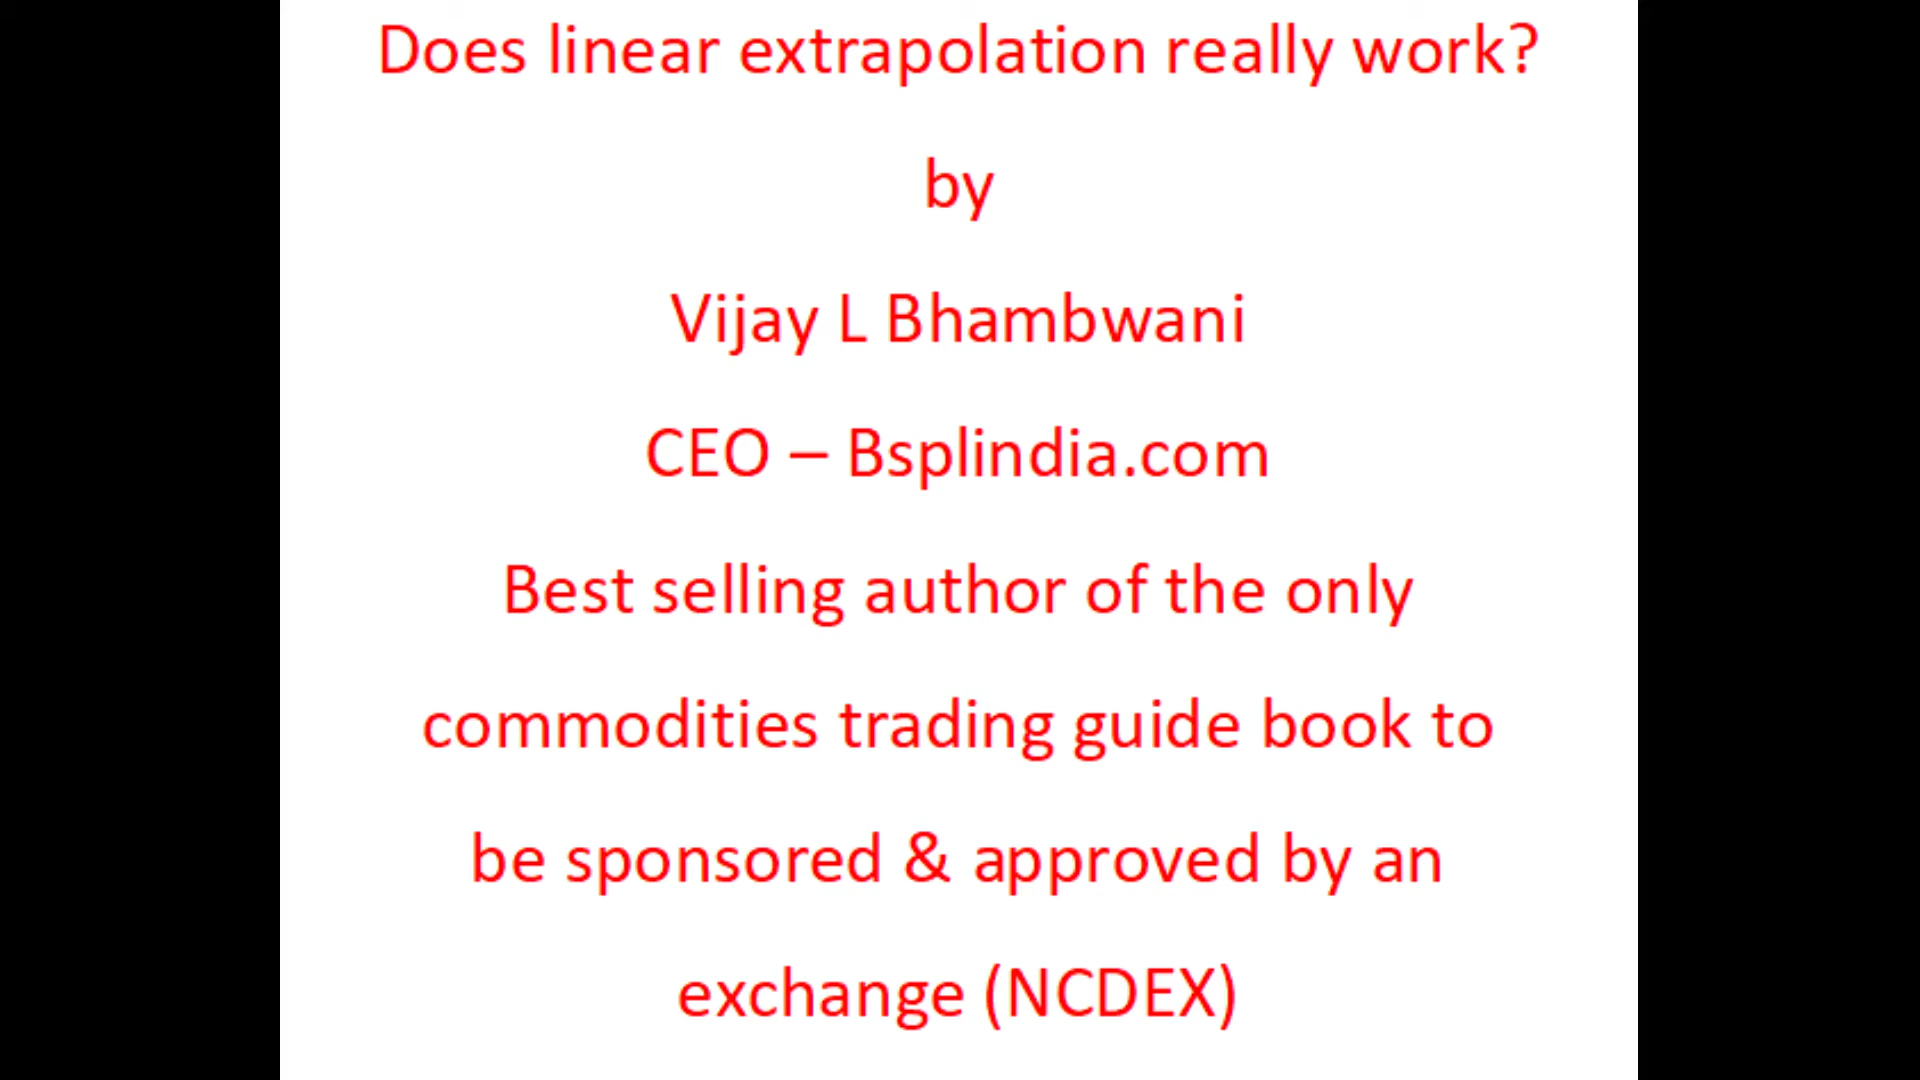 Does linear extrapolation really work?
by
Vijay L Bhambwani
CEO – Bsplindia.com
Best selling author of the only
commodities trading guide book to
be sponsored & approved by an
exchange (NCDEX)